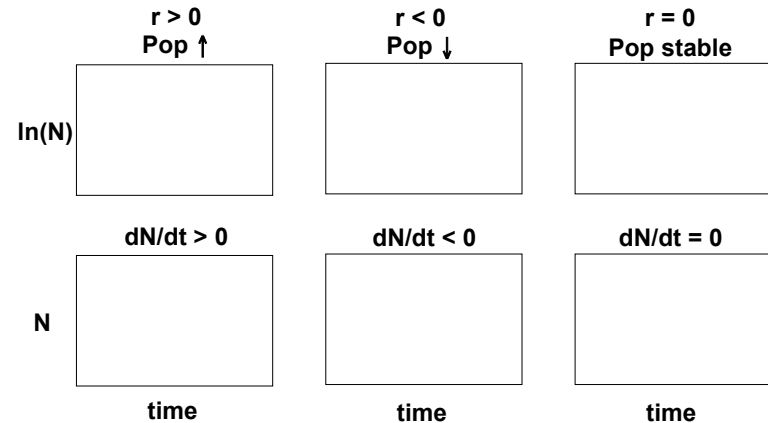 r > 0
Pop ↑
r < 0
Pop ↓
r = 0
Pop stable
ln(N)
dN/dt > 0
dN/dt < 0
dN/dt = 0
N
time
time
time